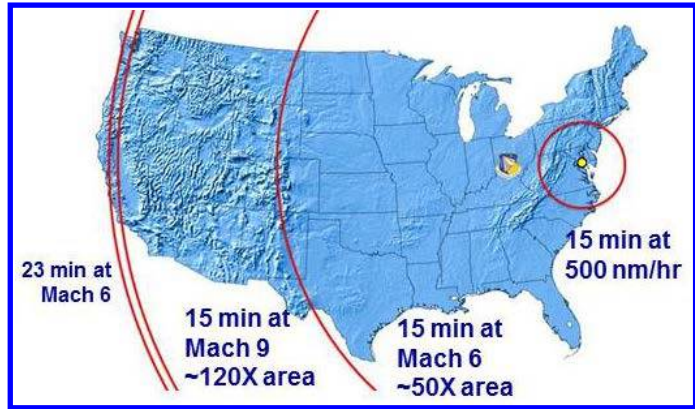 23 min at
Mach 6
15 min at
Mach 9
~120X area
15 min at
Mach 6
~50X area
15 min at
500 nm/hr